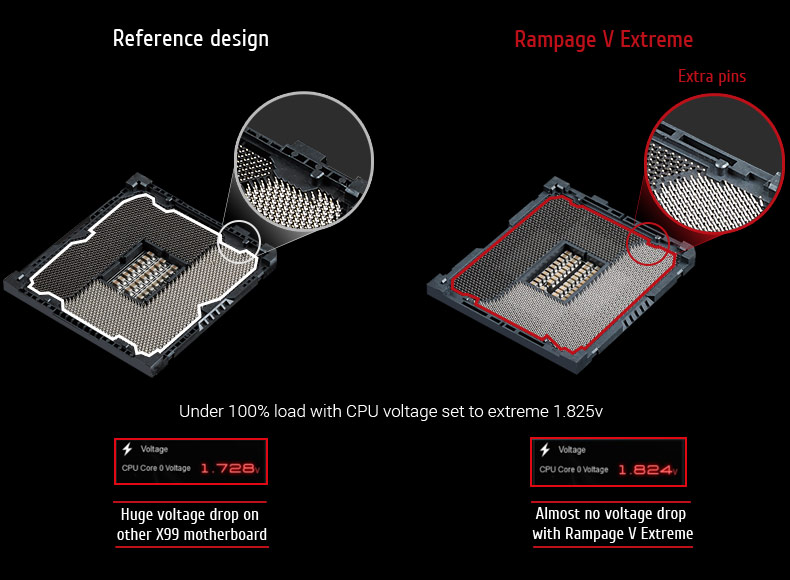 Reference design
Rampage V Extreme
Extra pins
Under 100% load with CPU voltage set to extreme 1.825v
Voltage
CPU Core 0 Voltage 1.728v
Voltage
CPU Core 0 Voltage 1.824v
Huge voltage drop on
other X99 motherboard
Almost no voltage drop
with Rampage V Extreme